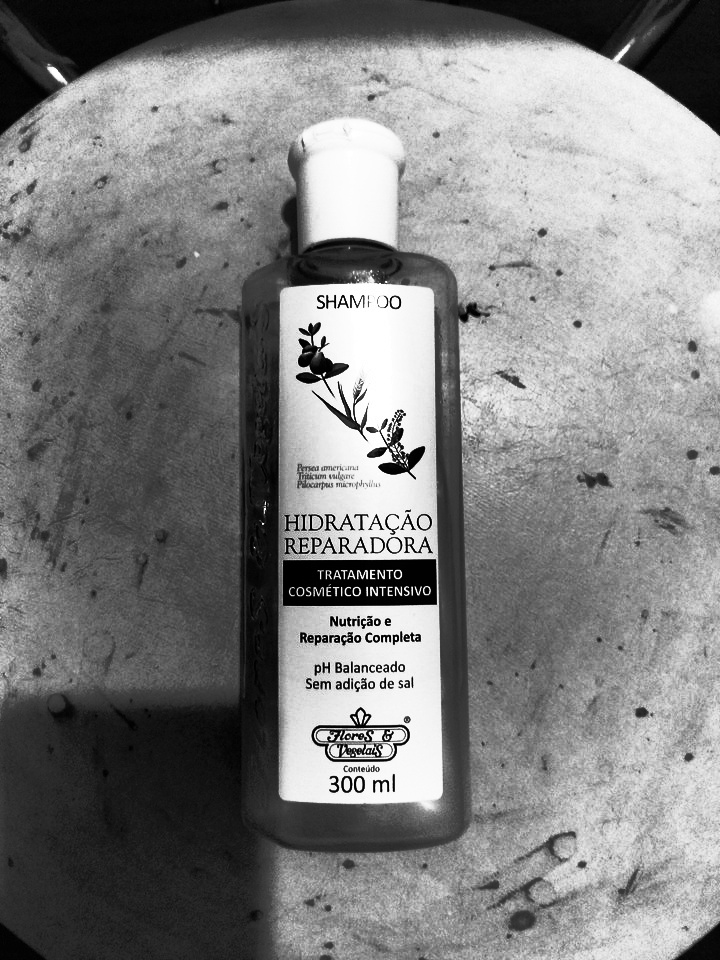 SHAMPOO
Persea americana
Triticum vulgare
Pilocarpus microphyllus
HIDRATAÇÃO
REPARADORA
TRATAMENTO
COSMÉTICO INTENSIVO
Nutrição e
Reparação Completa
pH Balanceado
Sem adição de sal
Flores &
Vegetais
®
Conteúdo
300 ml